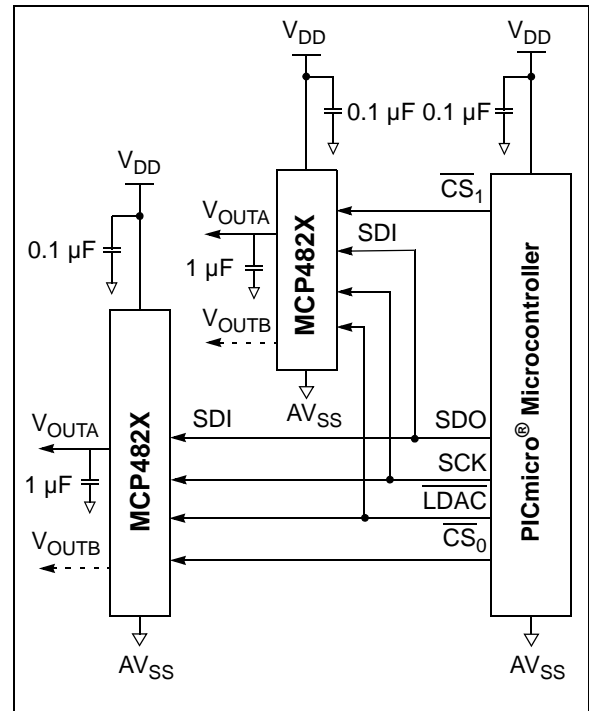 VDD
VDD
0.1 µF
0.1 µF
VDD
CS1
VOUTA
SDI
0.1 µF
1 µF
MCP482X
VOUTB
AVSS
PICmicro® Microcontroller
SDI
SDO
VOUTA
SCK
1 µF
MCP482X
LDAC
VOUTB
CS0
AVSS
AVSS